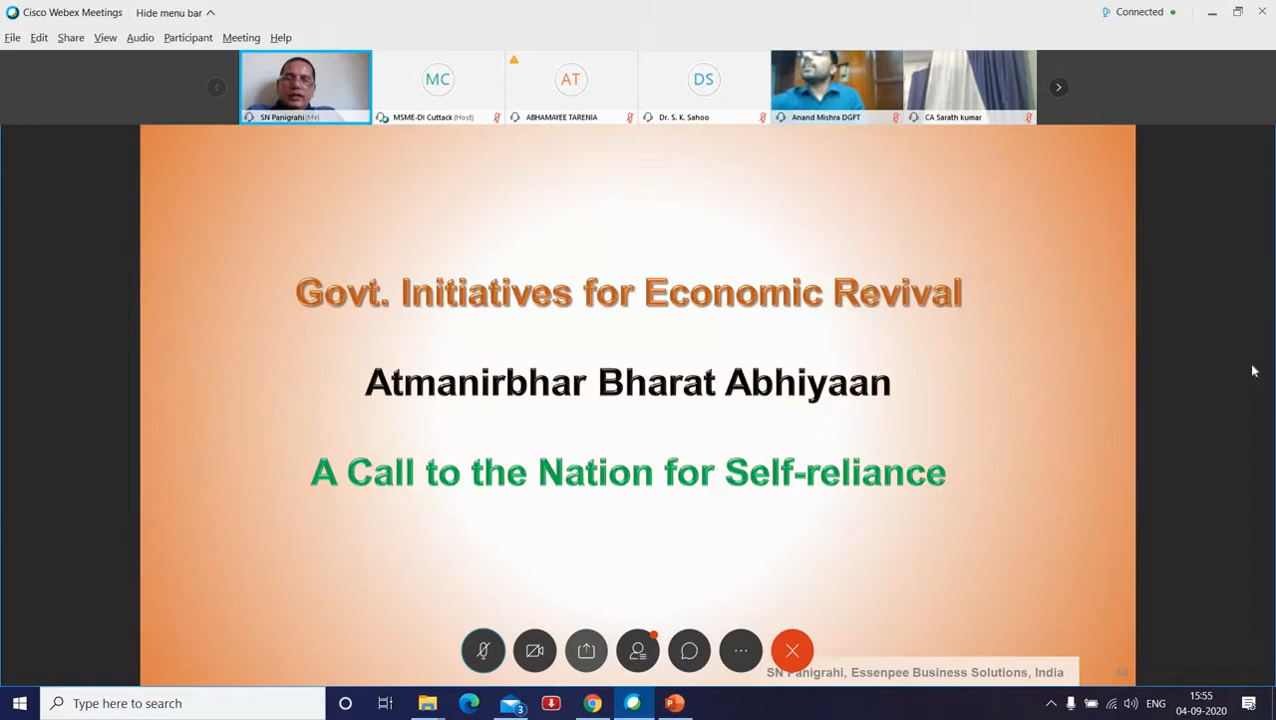 Cisco Webex Meetings
Hide menu bar
Connected
File Edit Share View Audio Participant Meeting Help
MC
AT
DS
SN Panigrahi (Me)
MSME-DI Cuttack (Host)
ABHAMAYEE TARENIA
Dr. S. K. Sahoo
Anand Mishra DGFT
CA Sarath kumar
Govt. Initiatives for Economic Revival
Atmanirbhar Bharat Abhiyaan
A Call to the Nation for Self-reliance
SN Panigrahi, Essenpee Business Solutions, India
44
Type here to search
3
ENG
15:55
04-09-2020